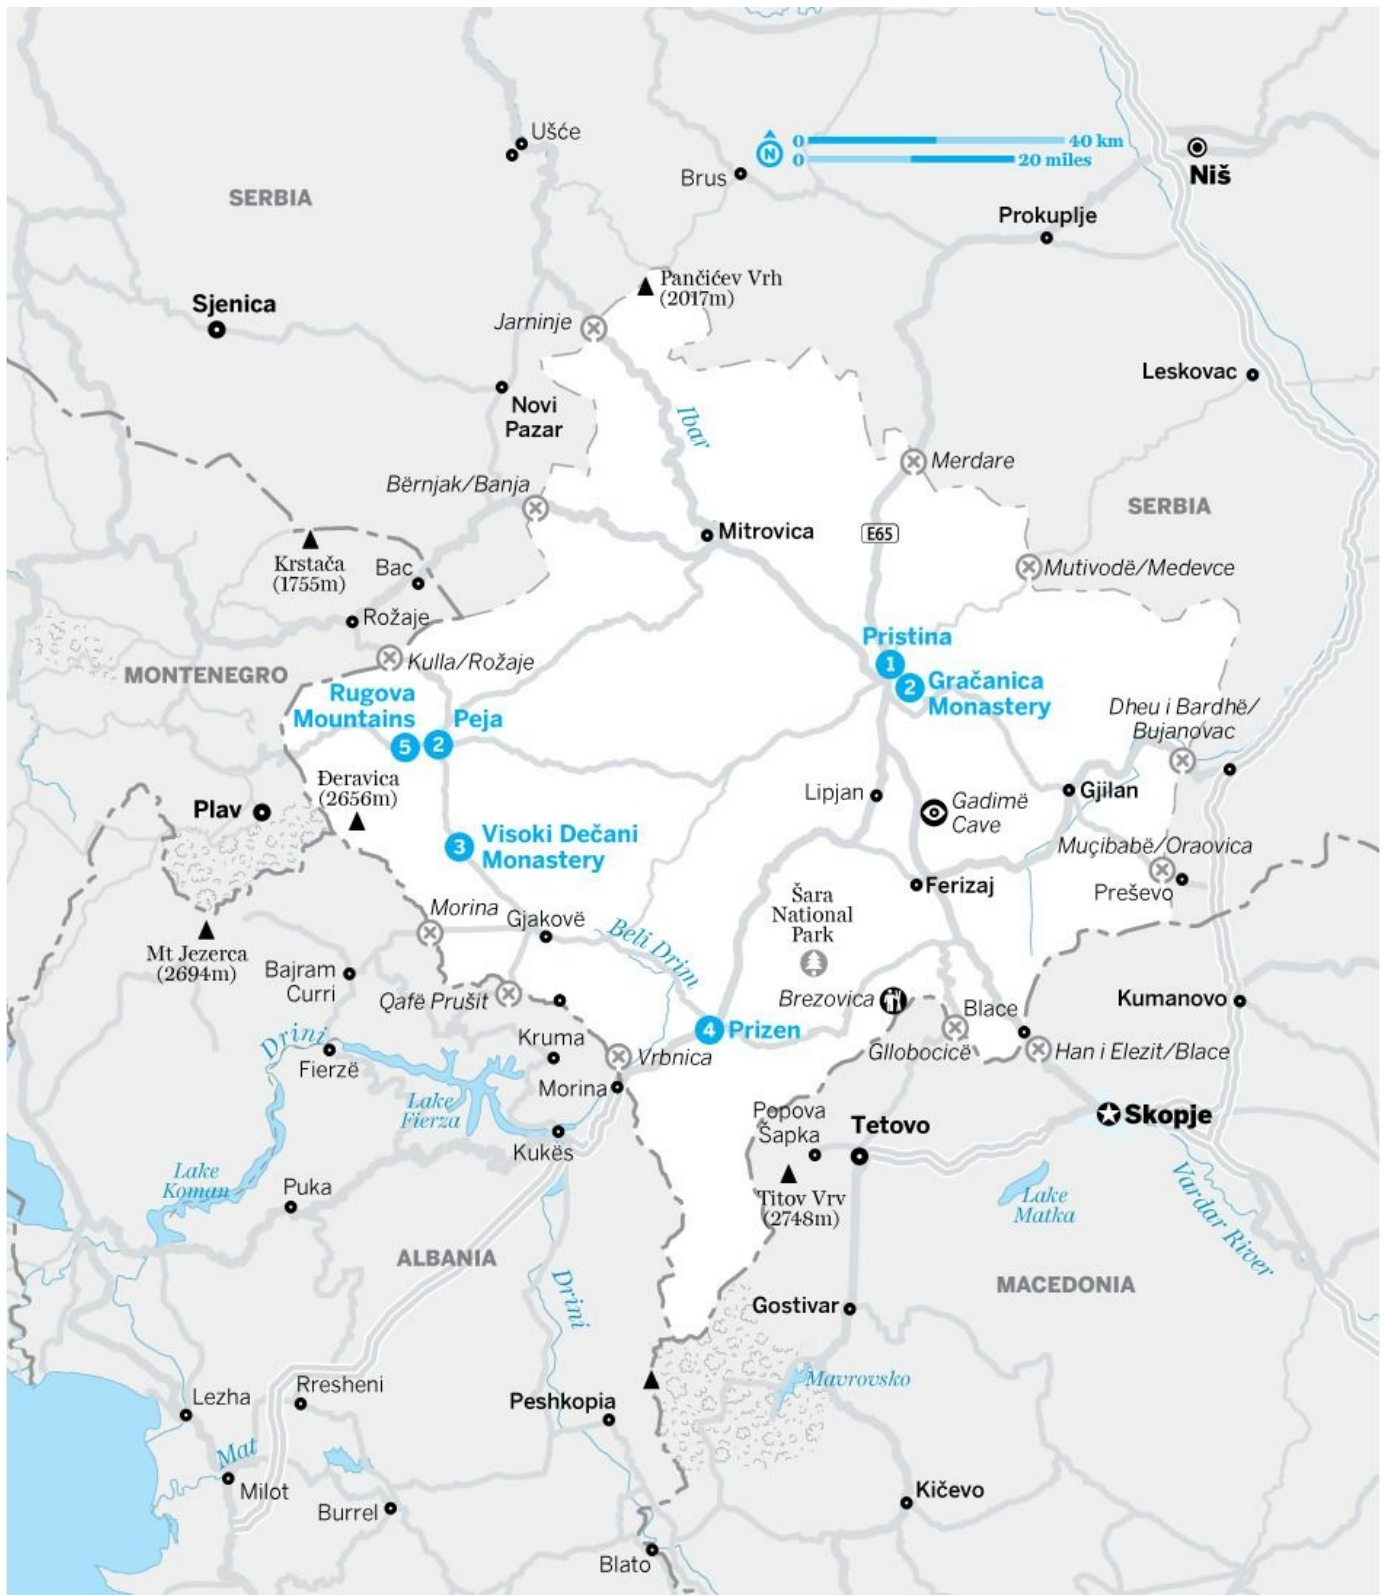 Ušće
0
40 km
N
0
20 miles
Niš
Brus
SERBIA
Prokuplje
Pančićev Vrh
(2017m)
Sjenica
Jarninje
Leskovac
Novi
Pazar
Ibar
Merdare
Bërnjak/Banja
SERBIA
Mitrovica
E65
Krstača
(1755m)
Bac
Mutivodë/Medevce
Rožaje
Pristina
1
Kulla/Rožaje
MONTENEGRO
2
Gračanica
Monastery
Rugova
Mountains
5
Peja
2
Dheu i Bardhë/
Bujanovac
Đeravica
(2656m)
Plav
Lipjan
Gjilan
Gadimë
Cave
3
Visoki Dečani
Monastery
Muçibabë/Oraovica
Preševo
Ferizaj
Šara
National
Park
Morina
Gjakovë
Beli Drim
Mt Jezerca
(2694m)
Bajram
Curri
Qafë Prušit
Brezovica
Blace
Kumanovo
4
Prizen
Drini
Fierzë
Kruma
Vrbnica
Gllobocicë
Han i Elezit/Blace
Morina
Lake
Fierza
Popova
Šapka
Tetovo
Skopje
Kukës
Lake
Koman
Puka
Titov Vrv
(2748m)
Lake
Matka
Vardar River
ALBANIA
Drini
MACEDONIA
Gostivar
Mavrovsko
Rresheni
Lezha
Peshkopia
Mat
Milot
Burrel
Kičevo
Blato